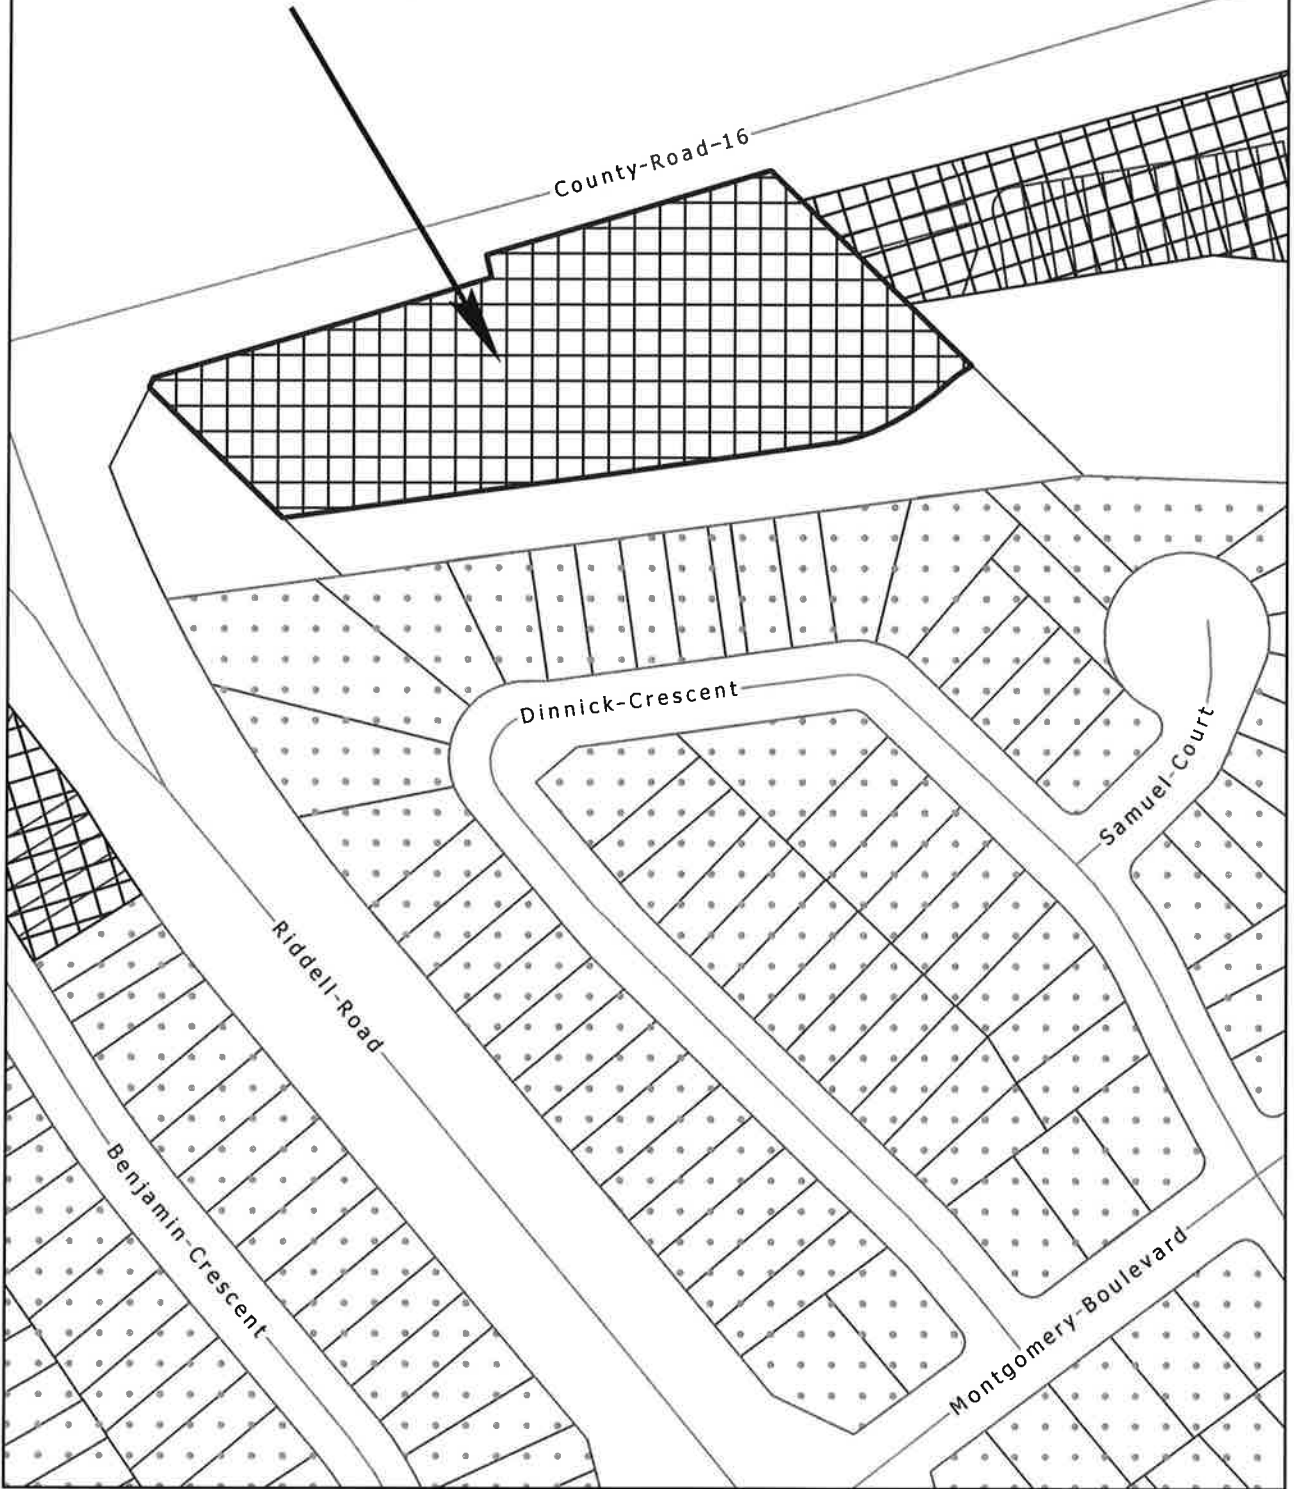 County-Road-16
Dinnick-Crescent
Samuel-Court
Riddell-Road
Benjamin-Crescent
Montgomery-Boulevard